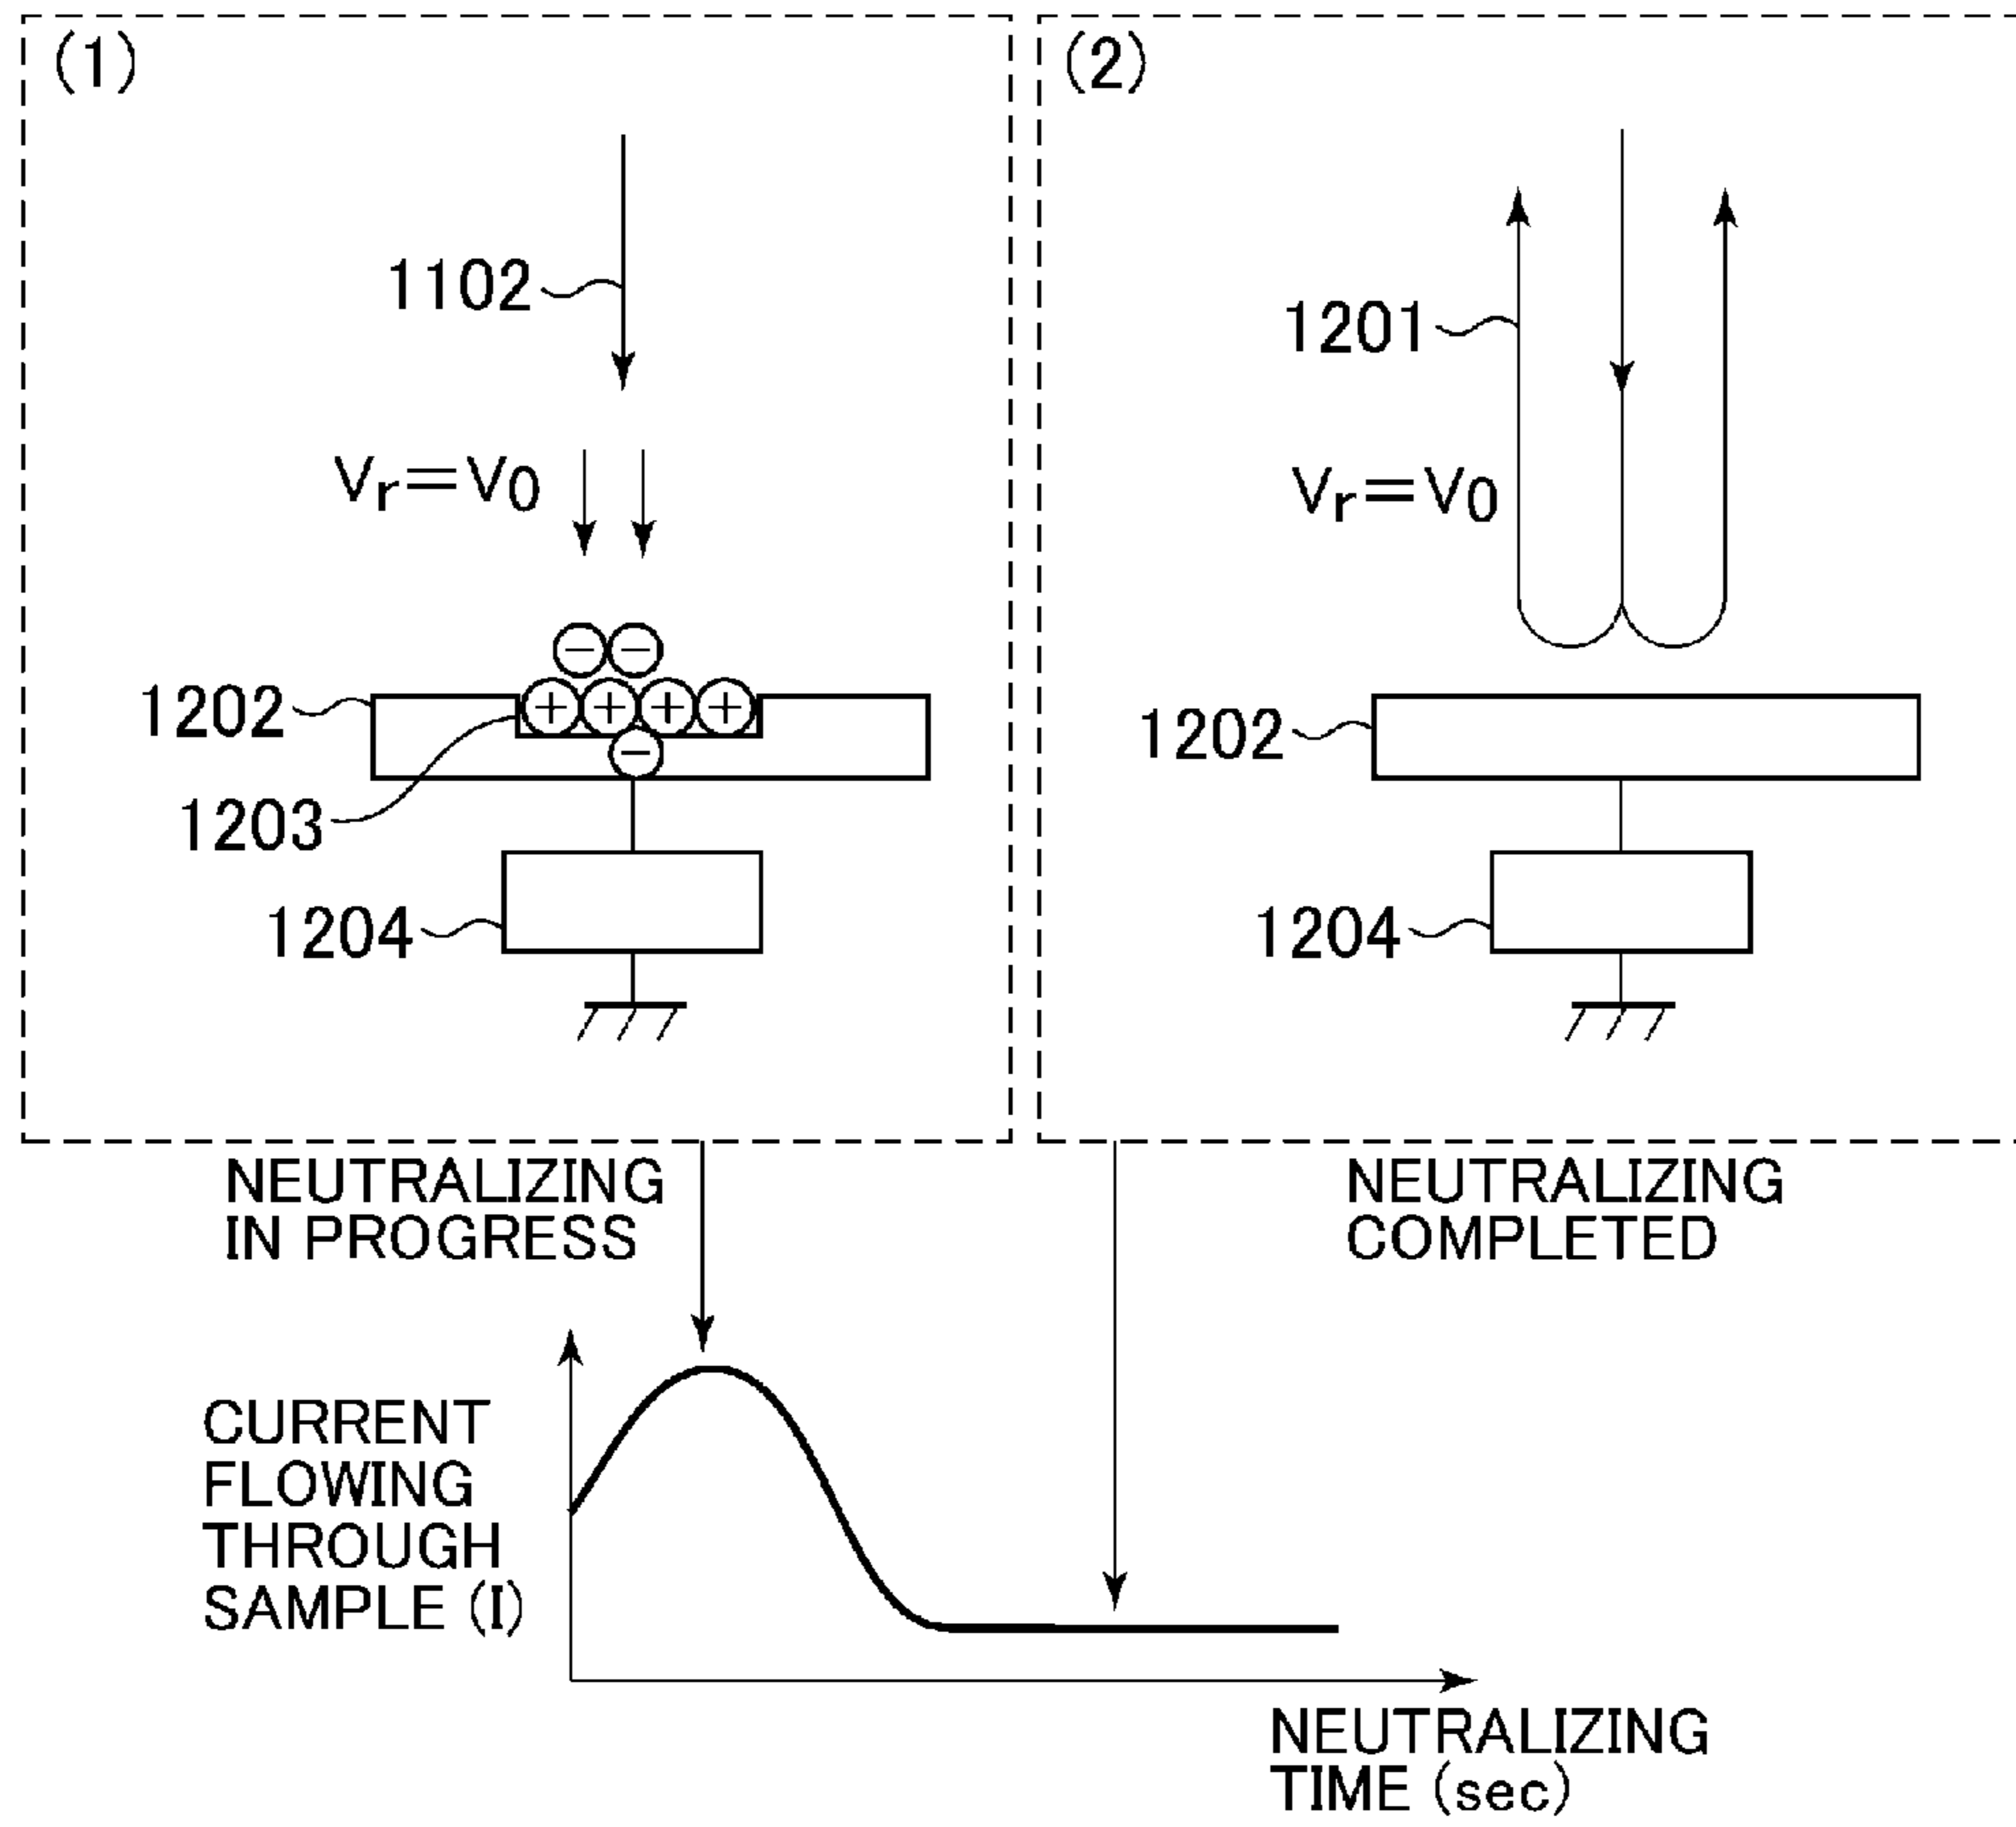 (1)
1102
Vr=V0
−
−
+
+
+
+
−
1202
1203
1204
(2)
1201
Vr=V0
1202
1204
NEUTRALIZING
IN PROGRESS
NEUTRALIZING
COMPLETED
CURRENT
FLOWING
THROUGH
SAMPLE (I)
NEUTRALIZING
TIME (sec)